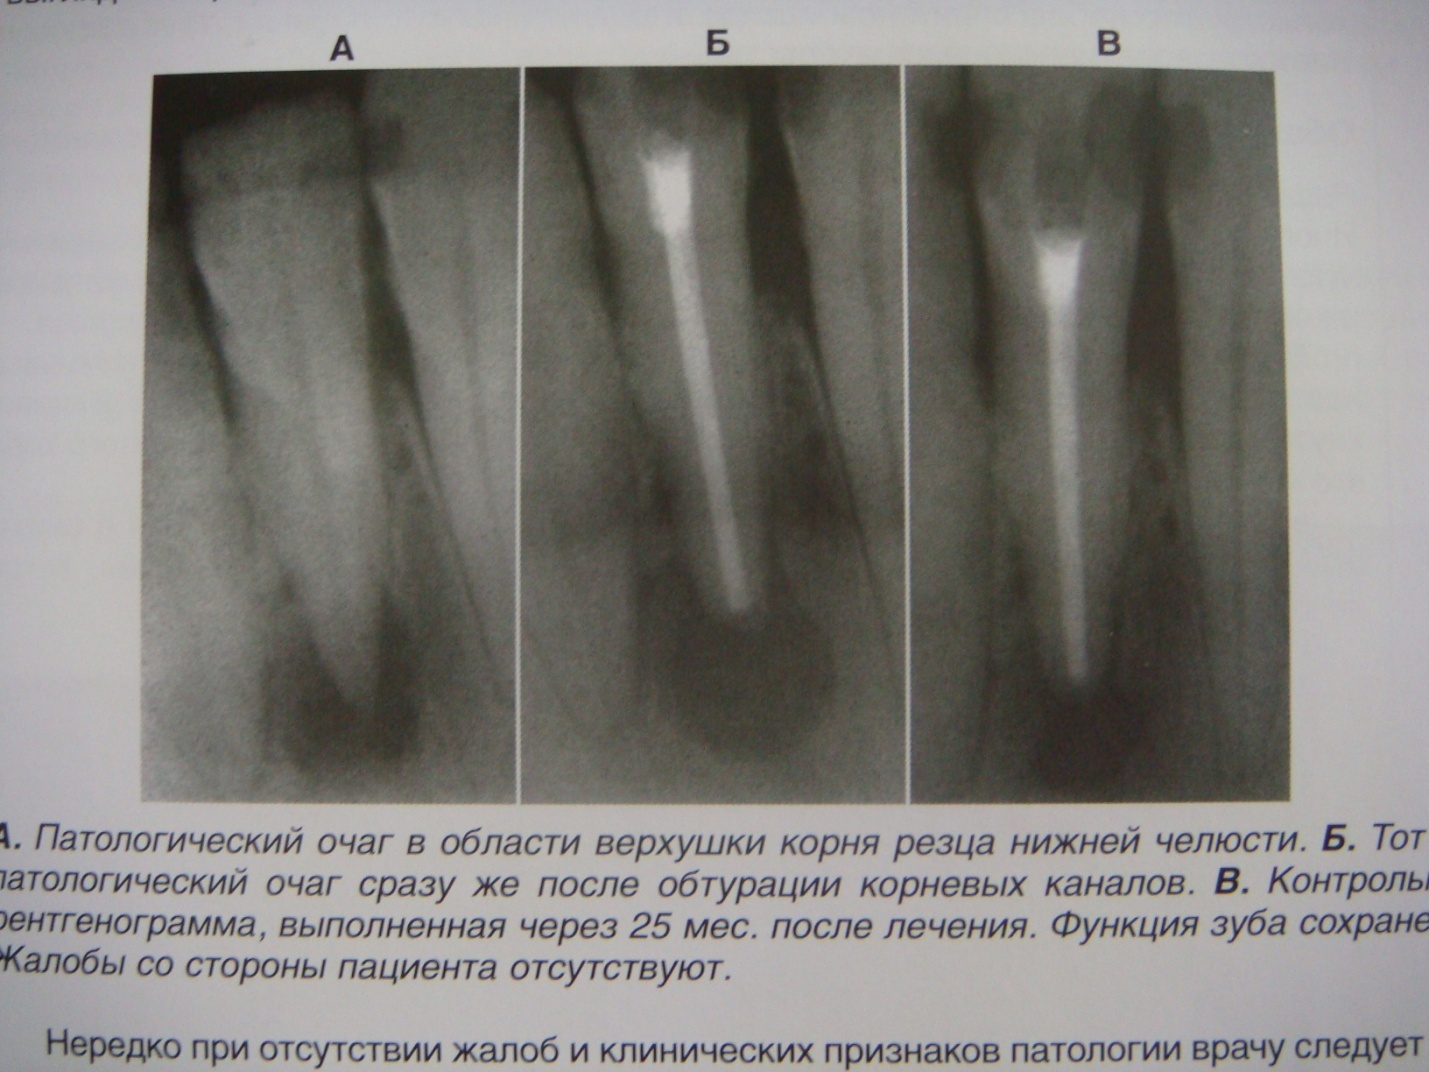 А Б В
А. Патологический очаг в области верхушки корня резца нижней челюсти. Б. Тот
патологический очаг сразу же после обтурации корневых каналов. В. Контроль
рентгенограмма, выполненная через 25 мес. после лечения. Функция зуба сохране
Жалобы со стороны пациента отсутствуют.
Нередко при отсутствии жалоб и клинических признаков патологии врачу следует